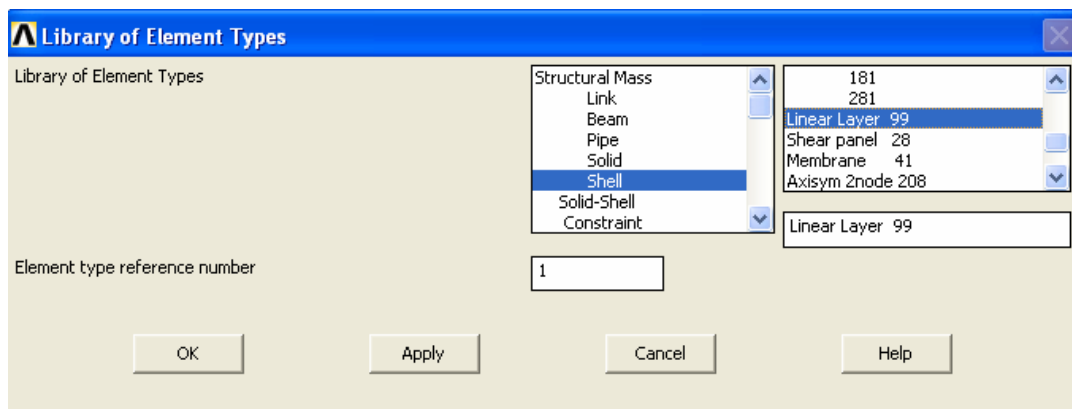 Library of Element Types
Library of Element Types
Structural Mass
Link
Beam
Pipe
Solid
Shell
Solid-Shell
Constraint
181
281
Linear Layer 99
Shear panel 28
Membrane 41
Axisym 2node 208
Linear Layer 99
Element type reference number
1
OK
Apply
Cancel
Help